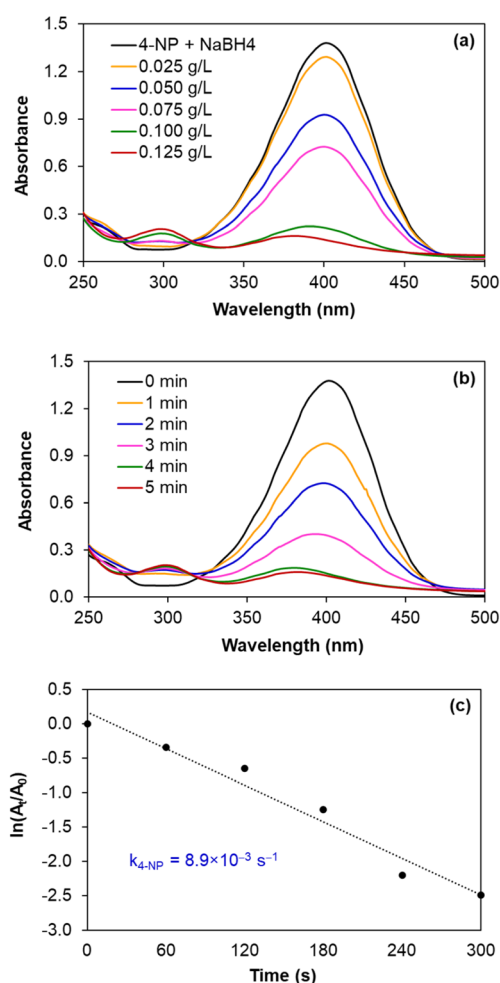 (a)
4-NP + NaBH4
0.025 g/L
0.050 g/L
0.075 g/L
0.100 g/L
0.125 g/L
Absorbance
1.5
1.2
0.9
0.6
0.3
0.0
250 300 350 400 450 500
Wavelength (nm)
(b)
0 min
1 min
2 min
3 min
4 min
5 min
Absorbance
1.5
1.2
0.9
0.6
0.3
0.0
250 300 350 400 450 500
Wavelength (nm)
(c)
ln(Aₜ/A₀)
0.5
0.0
-0.5
-1.0
-1.5
-2.0
-2.5
-3.0
k₄₋NP = 8.9×10⁻³ s⁻¹
0 60 120 180 240 300
Time (s)